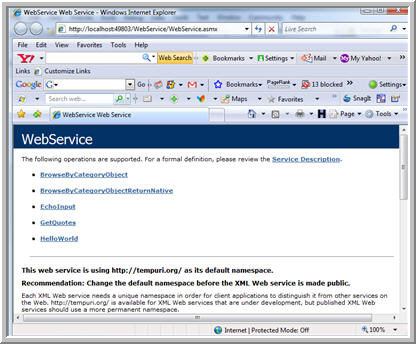 WebService Web Service - Windows Internet Explorer
http://localhost:49803/WebService/WebService.asmx
Live Search
File Edit View Favorites Tools Help
Y! Web Search Bookmarks Settings Mail My Yahoo!
Links Customize Links
Google G Bookmarks PageRank 13 blocked Settings
Search web... Maps Favorites SnagIt
WebService Web Service Page Tools
WebService
The following operations are supported. For a formal definition, please review the Service Description.
• BrowseByCategoryObject
• BrowseByCategoryObjectReturnNative
• EchoInput
• GetQuotes
• HelloWorld
This web service is using http://tempuri.org/ as its default namespace.
Recommendation: Change the default namespace before the XML Web service is made public.
Each XML Web service needs a unique namespace in order for client applications to distinguish it from other services on
the Web. http://tempuri.org/ is available for XML Web services that are under development, but published XML Web
services should use a more permanent namespace.
Internet | Protected Mode: Off 100%